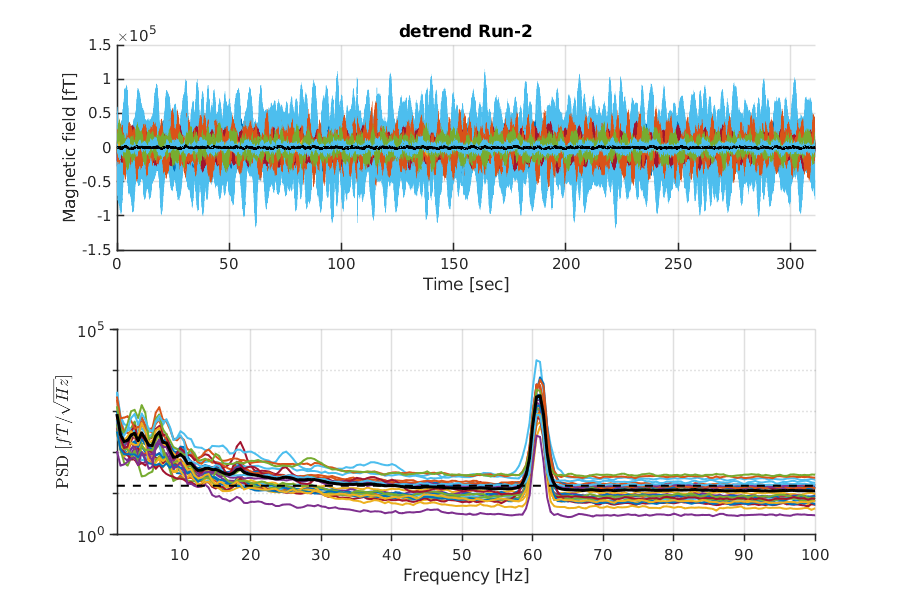 detrend Run-2
×10^5
1.5
1
0.5
0
-0.5
-1
-1.5
Magnetic field [fT]
0 50 100 150 200 250 300
Time [sec]
10^5
10^0
PSD [fT/√Hz]
10 20 30 40 50 60 70 80 90 100
Frequency [Hz]